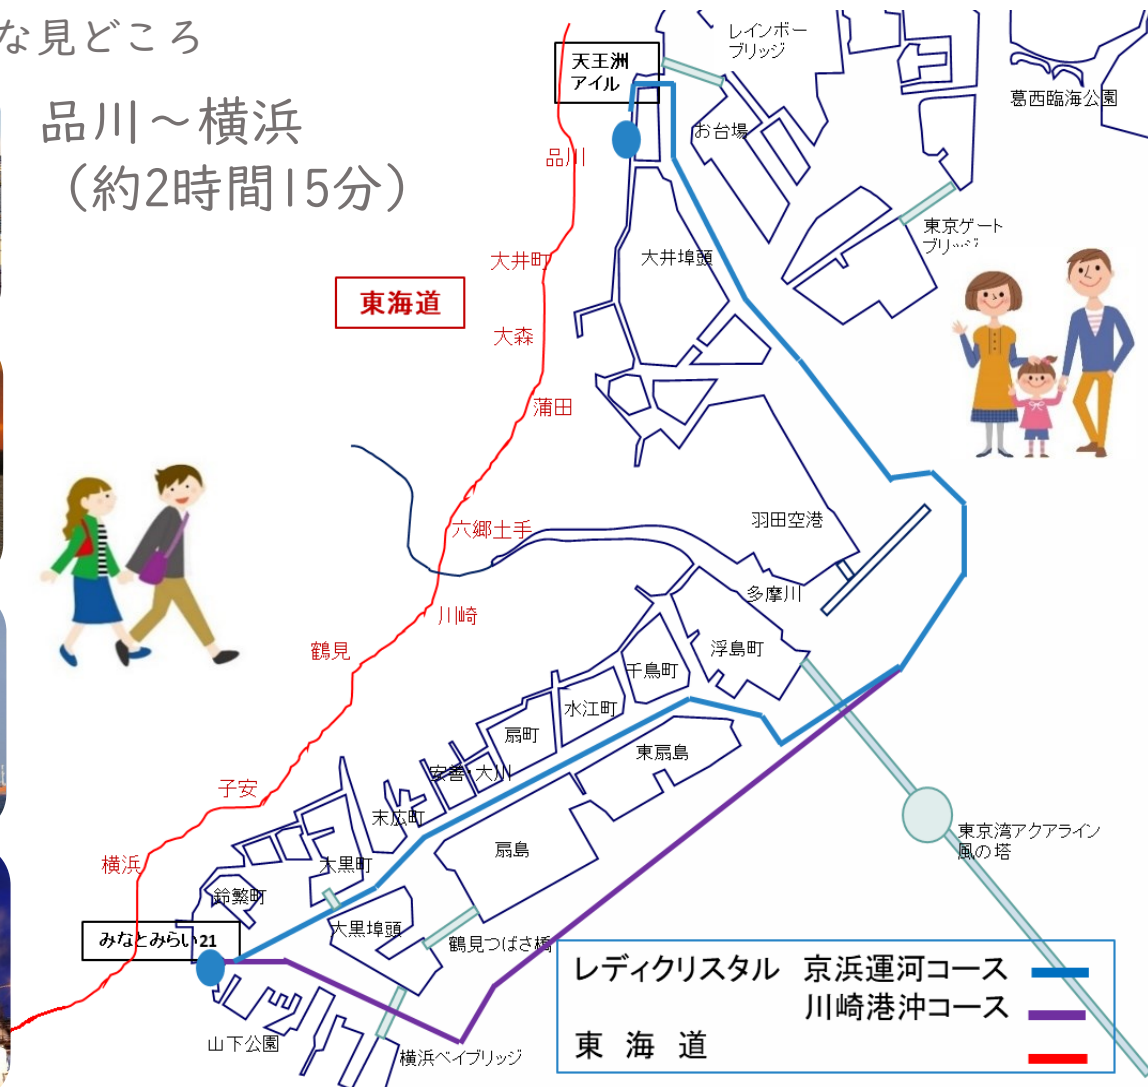 な見どころ
品川～横浜
（約2時間15分）
レインボー
ブリッジ
天王洲
アイル
葛西臨海公園
お台場
品川
東京ゲート
ブリッジ
大井町
大井埠頭
東海道
大森
蒲田
羽田空港
六郷土手
多摩川
川崎
鶴見
浮島町
千鳥町
水江町
扇町
東扇島
安善・大川
子安
末広町
東京湾アクアライン
風の塔
扇島
横浜
大黒町
鈴繁町
大黒埠頭
みなとみらい21
鶴見つばさ橋
レディクリスタル 京浜運河コース
川崎港沖コース
東 海 道
山下公園
横浜ベイブリッジ